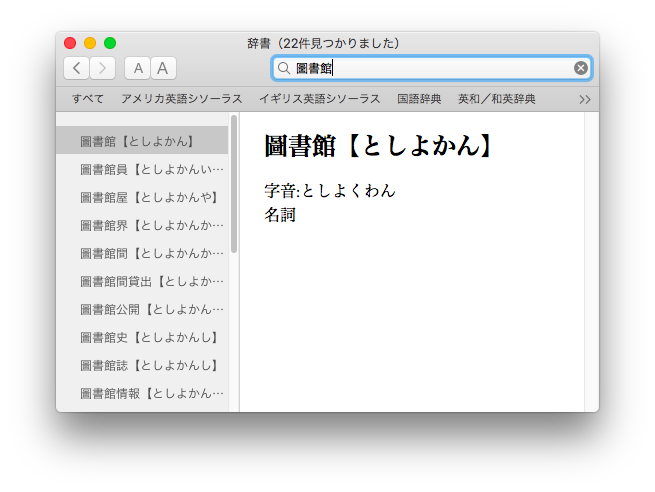 辞書（22件見つかりました）
A A
圖書館
すべて アメリカ英語シソーラス イギリス英語シソーラス 国語辞典 英和／和英辞典
圖書館【としよかん】
圖書館員【としよかんい…
圖書館屋【としよかんや】
圖書館界【としよかんか…
圖書館間【としよかんか…
圖書館間貸出【としよか…
圖書館公開【としよかん…
圖書館史【としよかんし】
圖書館誌【としよかんし】
圖書館情報【としよかん…
圖書館【としよかん】
字音:としよくわん
名詞